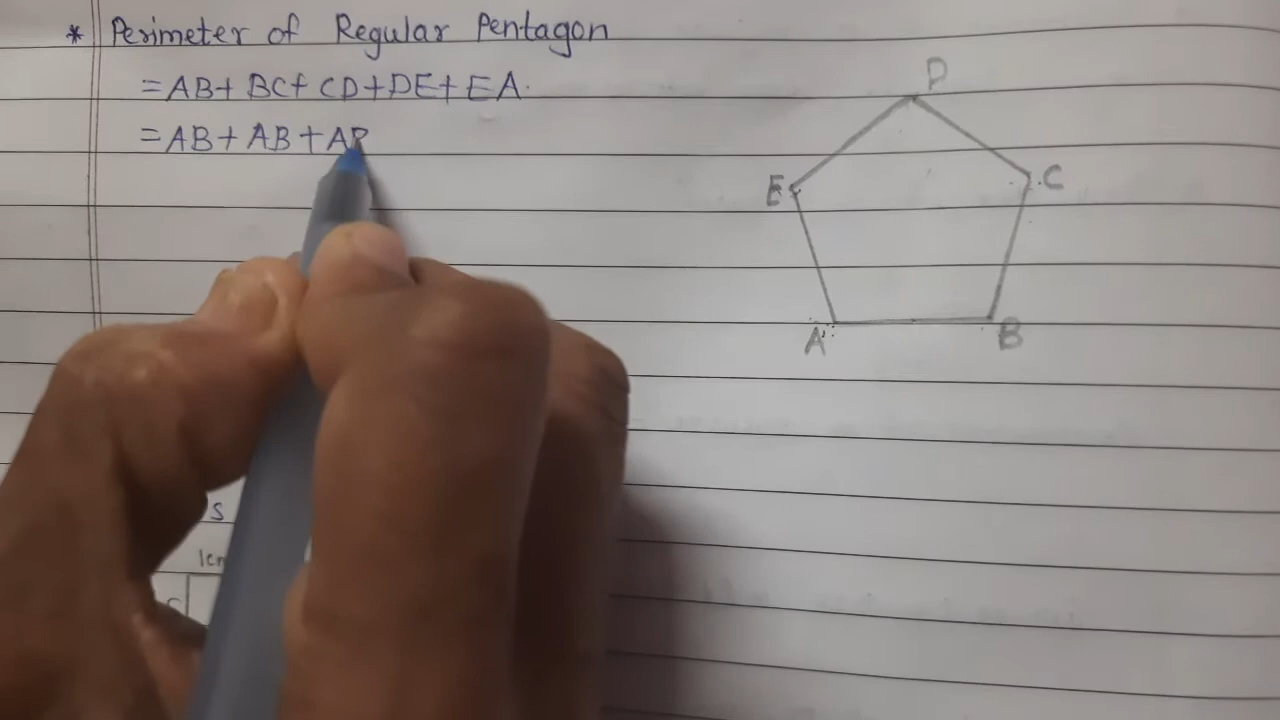 * Perimeter of Regular Pentagon
= AB + BC + CD + DE + EA.
= AB + AB + AB
D
E
C
A
B
s